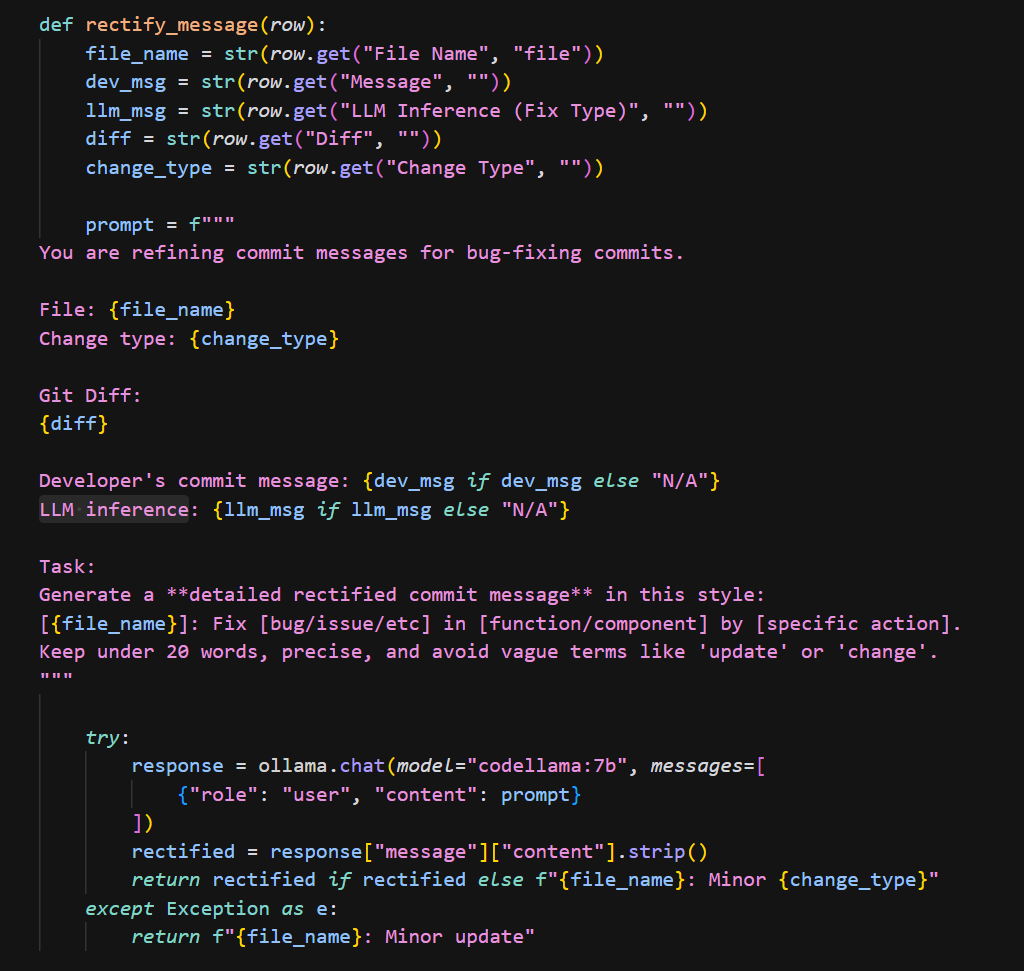 def rectify_message(row):
    file_name = str(row.get("File Name", "file"))
    dev_msg = str(row.get("Message", ""))
    llm_msg = str(row.get("LLM Inference (Fix Type)", ""))
    diff = str(row.get("Diff", ""))
    change_type = str(row.get("Change Type", ""))

    prompt = f"""
You are refining commit messages for bug-fixing commits.

File: {file_name}
Change type: {change_type}

Git Diff:
{diff}

Developer's commit message: {dev_msg if dev_msg else "N/A"}
LLM inference: {llm_msg if llm_msg else "N/A"}

Task:
Generate a **detailed rectified commit message** in this style:
[{file_name}]: Fix [bug/issue/etc] in [function/component] by [specific action].
Keep under 20 words, precise, and avoid vague terms like 'update' or 'change'.
"""

    try:
        response = ollama.chat(model="codellama:7b", messages=[
            {"role": "user", "content": prompt}
        ])
        rectified = response["message"]["content"].strip()
        return rectified if rectified else f"{file_name}: Minor {change_type}"
    except Exception as e:
        return f"{file_name}: Minor update"